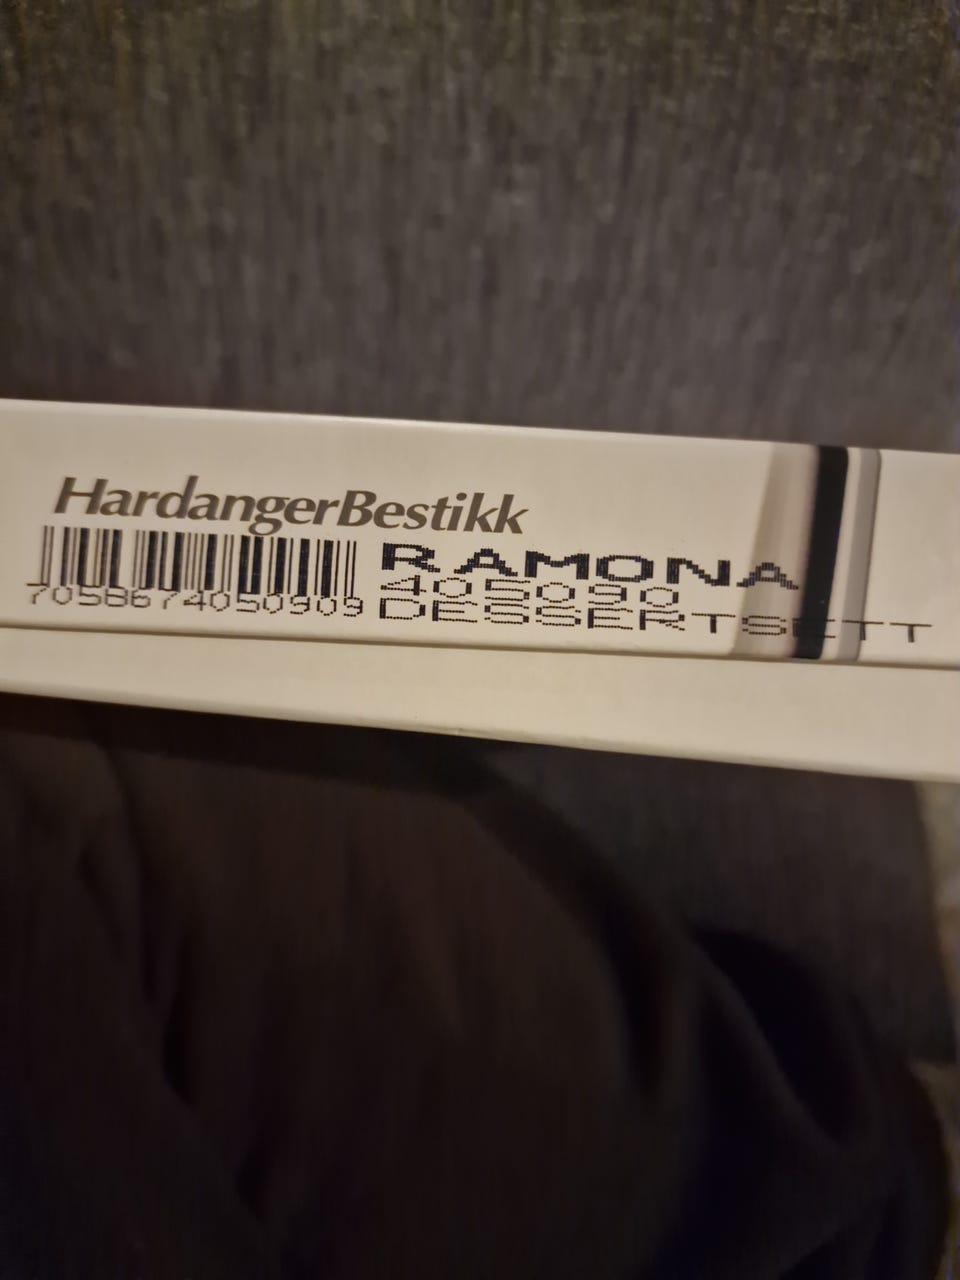 HardangerBestikk
RAMONA
405090
7058674050909
DESSERTSETT